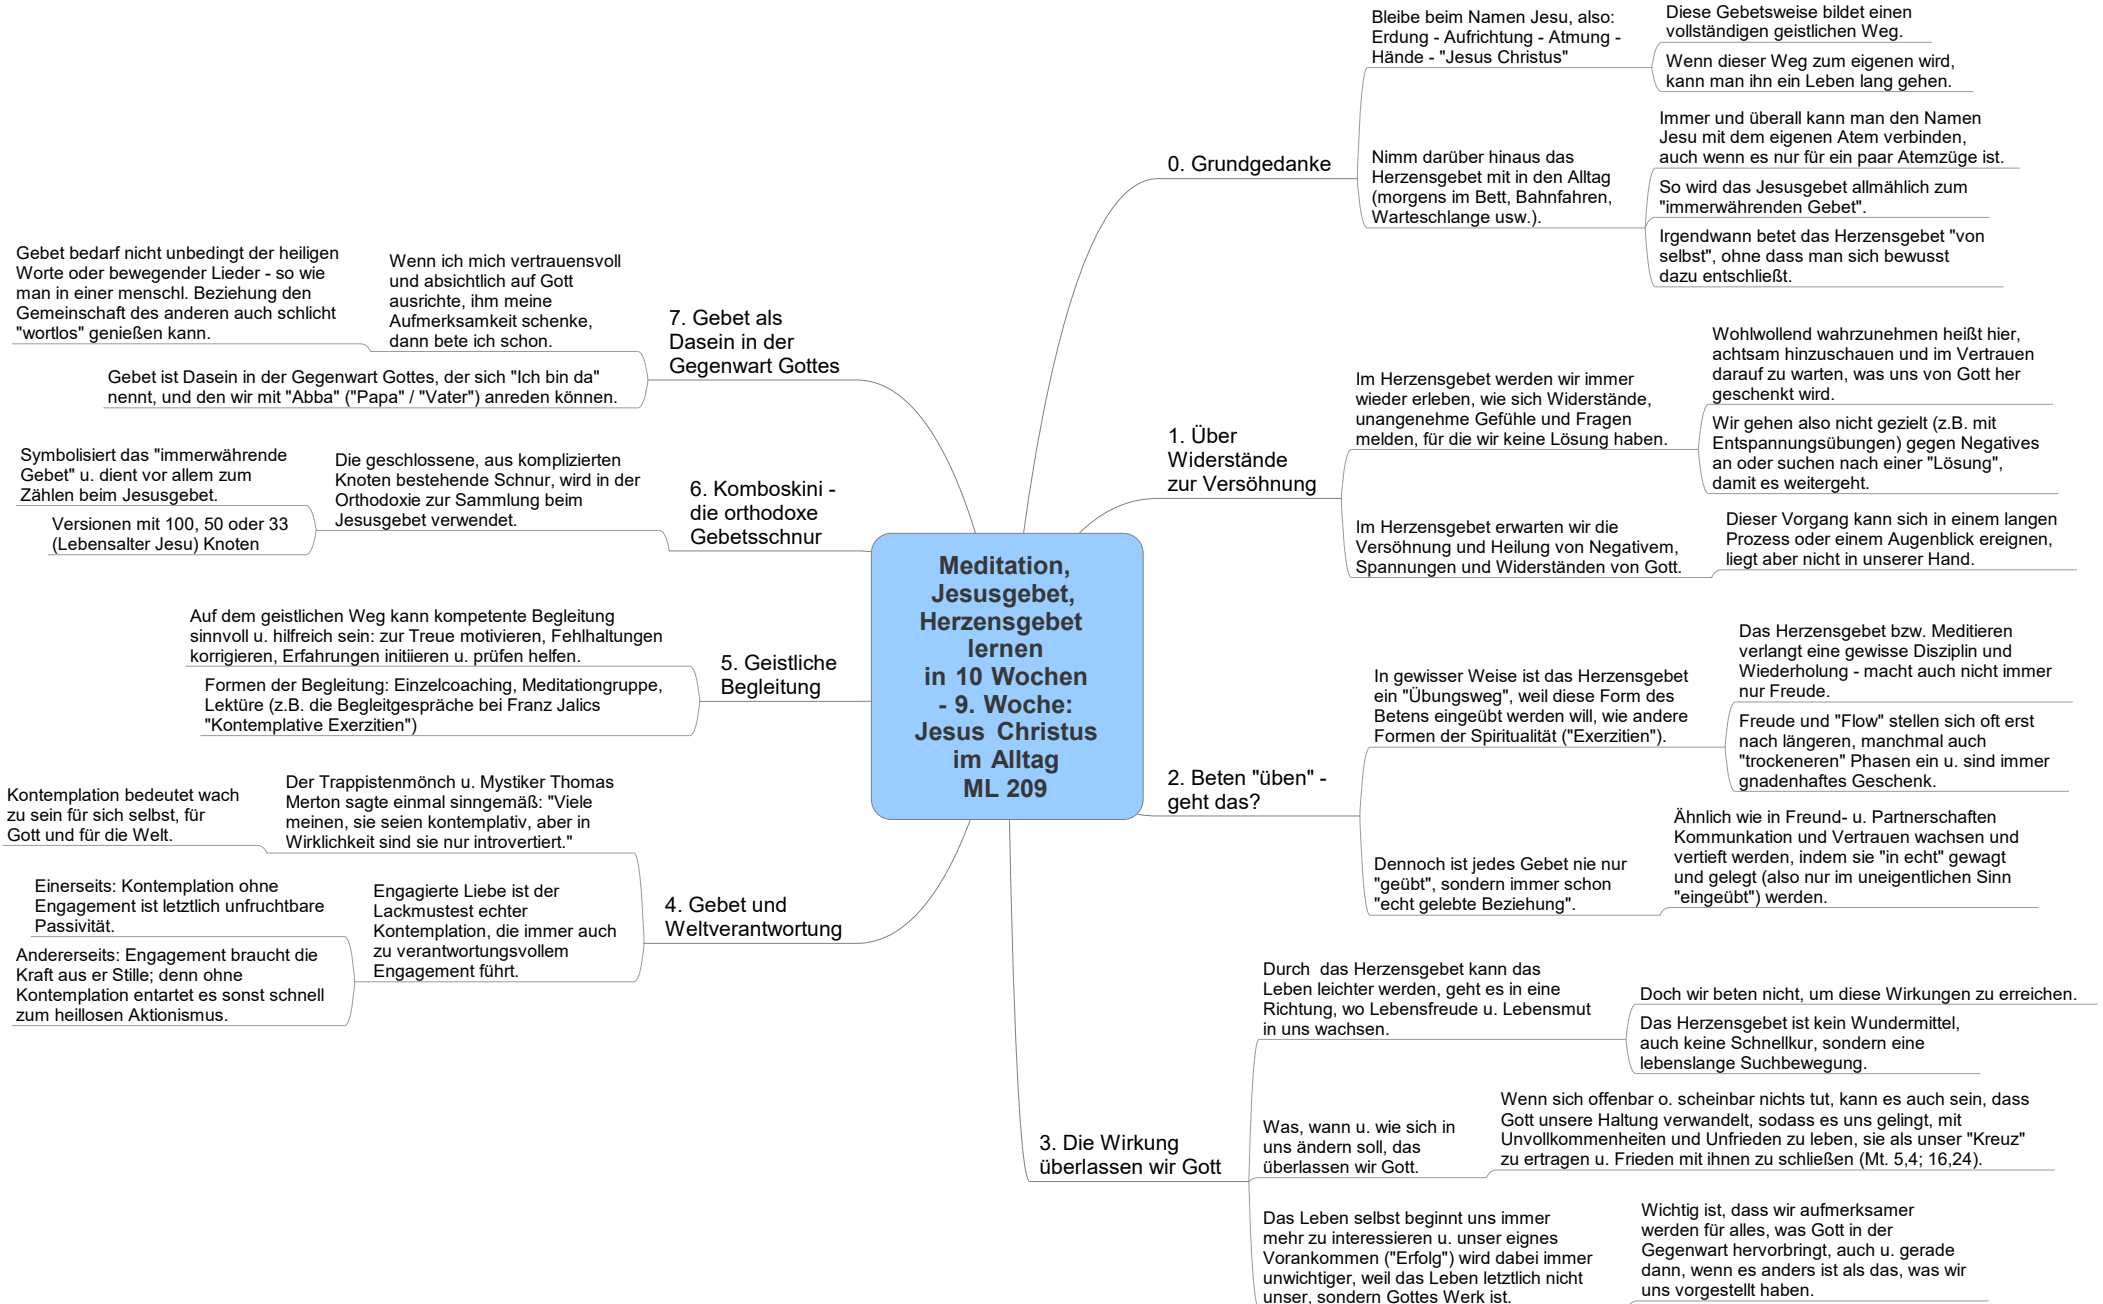 Meditation,
Jesusgebet,
Herzensgebet
lernen
in 10 Wochen
- 9. Woche:
Jesus Christus
im Alltag
ML 209
0. Grundgedanke
Bleibe beim Namen Jesu, also:
Erdung - Aufrichtung - Atmung -
Hände - "Jesus Christus"
Diese Gebetsweise bildet einen
vollständigen geistlichen Weg.
Wenn dieser Weg zum eigenen wird,
kann man ihn ein Leben lang gehen.
Nimm darüber hinaus das
Herzensgebet mit in den Alltag
(morgens im Bett, Bahnfahren,
Warteschlange usw.).
Immer und überall kann man den Namen
Jesu mit dem eigenen Atem verbinden,
auch wenn es nur für ein paar Atemzüge ist.
So wird das Jesusgebet allmählich zum
"immerwährenden Gebet".
Irgendwann betet das Herzensgebet "von
selbst", ohne dass man sich bewusst
dazu entschließt.
1. Über
Widerstände
zur Versöhnung
Im Herzensgebet werden wir immer
wieder erleben, wie sich Widerstände,
unangenehme Gefühle und Fragen
melden, für die wir keine Lösung haben.
Wohlwollend wahrzunehmen heißt hier,
achtsam hinzuschauen und im Vertrauen
darauf zu warten, was uns von Gott her
geschenkt wird.
Wir gehen also nicht gezielt (z.B. mit
Entspannungsübungen) gegen Negatives
an oder suchen nach einer "Lösung",
damit es weitergeht.
Im Herzensgebet erwarten wir die
Versöhnung und Heilung von Negativem,
Spannungen und Widerständen von Gott.
Dieser Vorgang kann sich in einem langen
Prozess oder einem Augenblick ereignen,
liegt aber nicht in unserer Hand.
2. Beten "üben" -
geht das?
In gewisser Weise ist das Herzensgebet
ein "Übungsweg", weil diese Form des
Betens eingeübt werden will, wie andere
Formen der Spiritualität ("Exerzitien").
Das Herzensgebet bzw. Meditieren
verlangt eine gewisse Disziplin und
Wiederholung - macht auch nicht immer
nur Freude.
Freude und "Flow" stellen sich oft erst
nach längeren, manchmal auch
"trockeneren" Phasen ein u. sind immer
gnadenhaftes Geschenk.
Dennoch ist jedes Gebet nie nur
"geübt", sondern immer schon
"echt gelebte Beziehung".
Ähnlich wie in Freund- u. Partnerschaften
Kommunkation und Vertrauen wachsen und
vertieft werden, indem sie "in echt" gewagt
und gelegt (also nur im uneigentlichen Sinn
"eingeübt") werden.
3. Die Wirkung
überlassen wir Gott
Durch das Herzensgebet kann das
Leben leichter werden, geht es in eine
Richtung, wo Lebensfreude u. Lebensmut
in uns wachsen.
Doch wir beten nicht, um diese Wirkungen zu erreichen.
Das Herzensgebet ist kein Wundermittel,
auch keine Schnellkur, sondern eine
lebenslange Suchbewegung.
Was, wann u. wie sich in
uns ändern soll, das
überlassen wir Gott.
Wenn sich offenbar o. scheinbar nichts tut, kann es auch sein, dass
Gott unsere Haltung verwandelt, sodass es uns gelingt, mit
Unvollkommenheiten und Unfrieden zu leben, sie als unser "Kreuz"
zu ertragen u. Frieden mit ihnen zu schließen (Mt. 5,4; 16,24).
Das Leben selbst beginnt uns immer
mehr zu interessieren u. unser eignes
Vorankommen ("Erfolg") wird dabei immer
unwichtiger, weil das Leben letztlich nicht
unser, sondern Gottes Werk ist.
Wichtig ist, dass wir aufmerksamer
werden für alles, was Gott in der
Gegenwart hervorbringt, auch u. gerade
dann, wenn es anders ist als das, was wir
uns vorgestellt haben.
4. Gebet und
Weltverantwortung
Der Trappistenmönch u. Mystiker Thomas
Merton sagte einmal sinngemäß: "Viele
meinen, sie seien kontemplativ, aber in
Wirklichkeit sind sie nur introvertiert."
Kontemplation bedeutet wach
zu sein für sich selbst, für
Gott und für die Welt.
Engagierte Liebe ist der
Lackmustest echter
Kontemplation, die immer auch
zu verantwortungsvollem
Engagement führt.
Einerseits: Kontemplation ohne
Engagement ist letztlich unfruchtbare
Passivität.
Andererseits: Engagement braucht die
Kraft aus er Stille; denn ohne
Kontemplation entartet es sonst schnell
zum heillosen Aktionismus.
5. Geistliche
Begleitung
Auf dem geistlichen Weg kann kompetente Begleitung
sinnvoll u. hilfreich sein: zur Treue motivieren, Fehlhaltungen
korrigieren, Erfahrungen initiieren u. prüfen helfen.
Formen der Begleitung: Einzelcoaching, Meditationgruppe,
Lektüre (z.B. die Begleitgespräche bei Franz Jalics
"Kontemplative Exerzitien")
6. Komboskini -
die orthodoxe
Gebetsschnur
Die geschlossene, aus komplizierten
Knoten bestehende Schnur, wird in der
Orthodoxie zur Sammlung beim
Jesusgebet verwendet.
Symbolisiert das "immerwährende
Gebet" u. dient vor allem zum
Zählen beim Jesusgebet.
Versionen mit 100, 50 oder 33
(Lebensalter Jesu) Knoten
7. Gebet als
Dasein in der
Gegenwart Gottes
Wenn ich mich vertrauensvoll
und absichtlich auf Gott
ausrichte, ihm meine
Aufmerksamkeit schenke,
dann bete ich schon.
Gebet bedarf nicht unbedingt der heiligen
Worte oder bewegender Lieder - so wie
man in einer menschl. Beziehung den
Gemeinschaft des anderen auch schlicht
"wortlos" genießen kann.
Gebet ist Dasein in der Gegenwart Gottes, der sich "Ich bin da"
nennt, und den wir mit "Abba" ("Papa" / "Vater") anreden können.